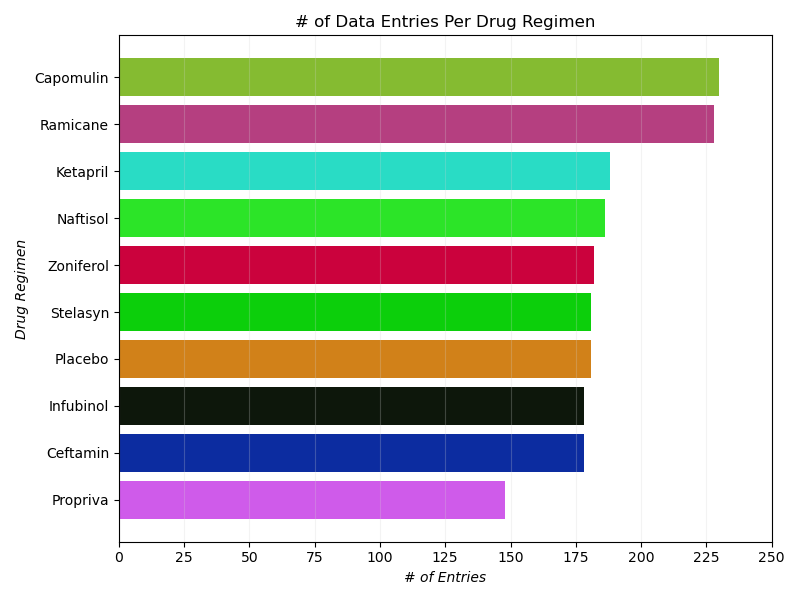 # of Data Entries Per Drug Regimen
Capomulin
Ramicane
Ketapril
Naftisol
Zoniferol
Stelasyn
Placebo
Infubinol
Ceftamin
Propriva
Drug Regimen
0 25 50 75 100 125 150 175 200 225 250
# of Entries